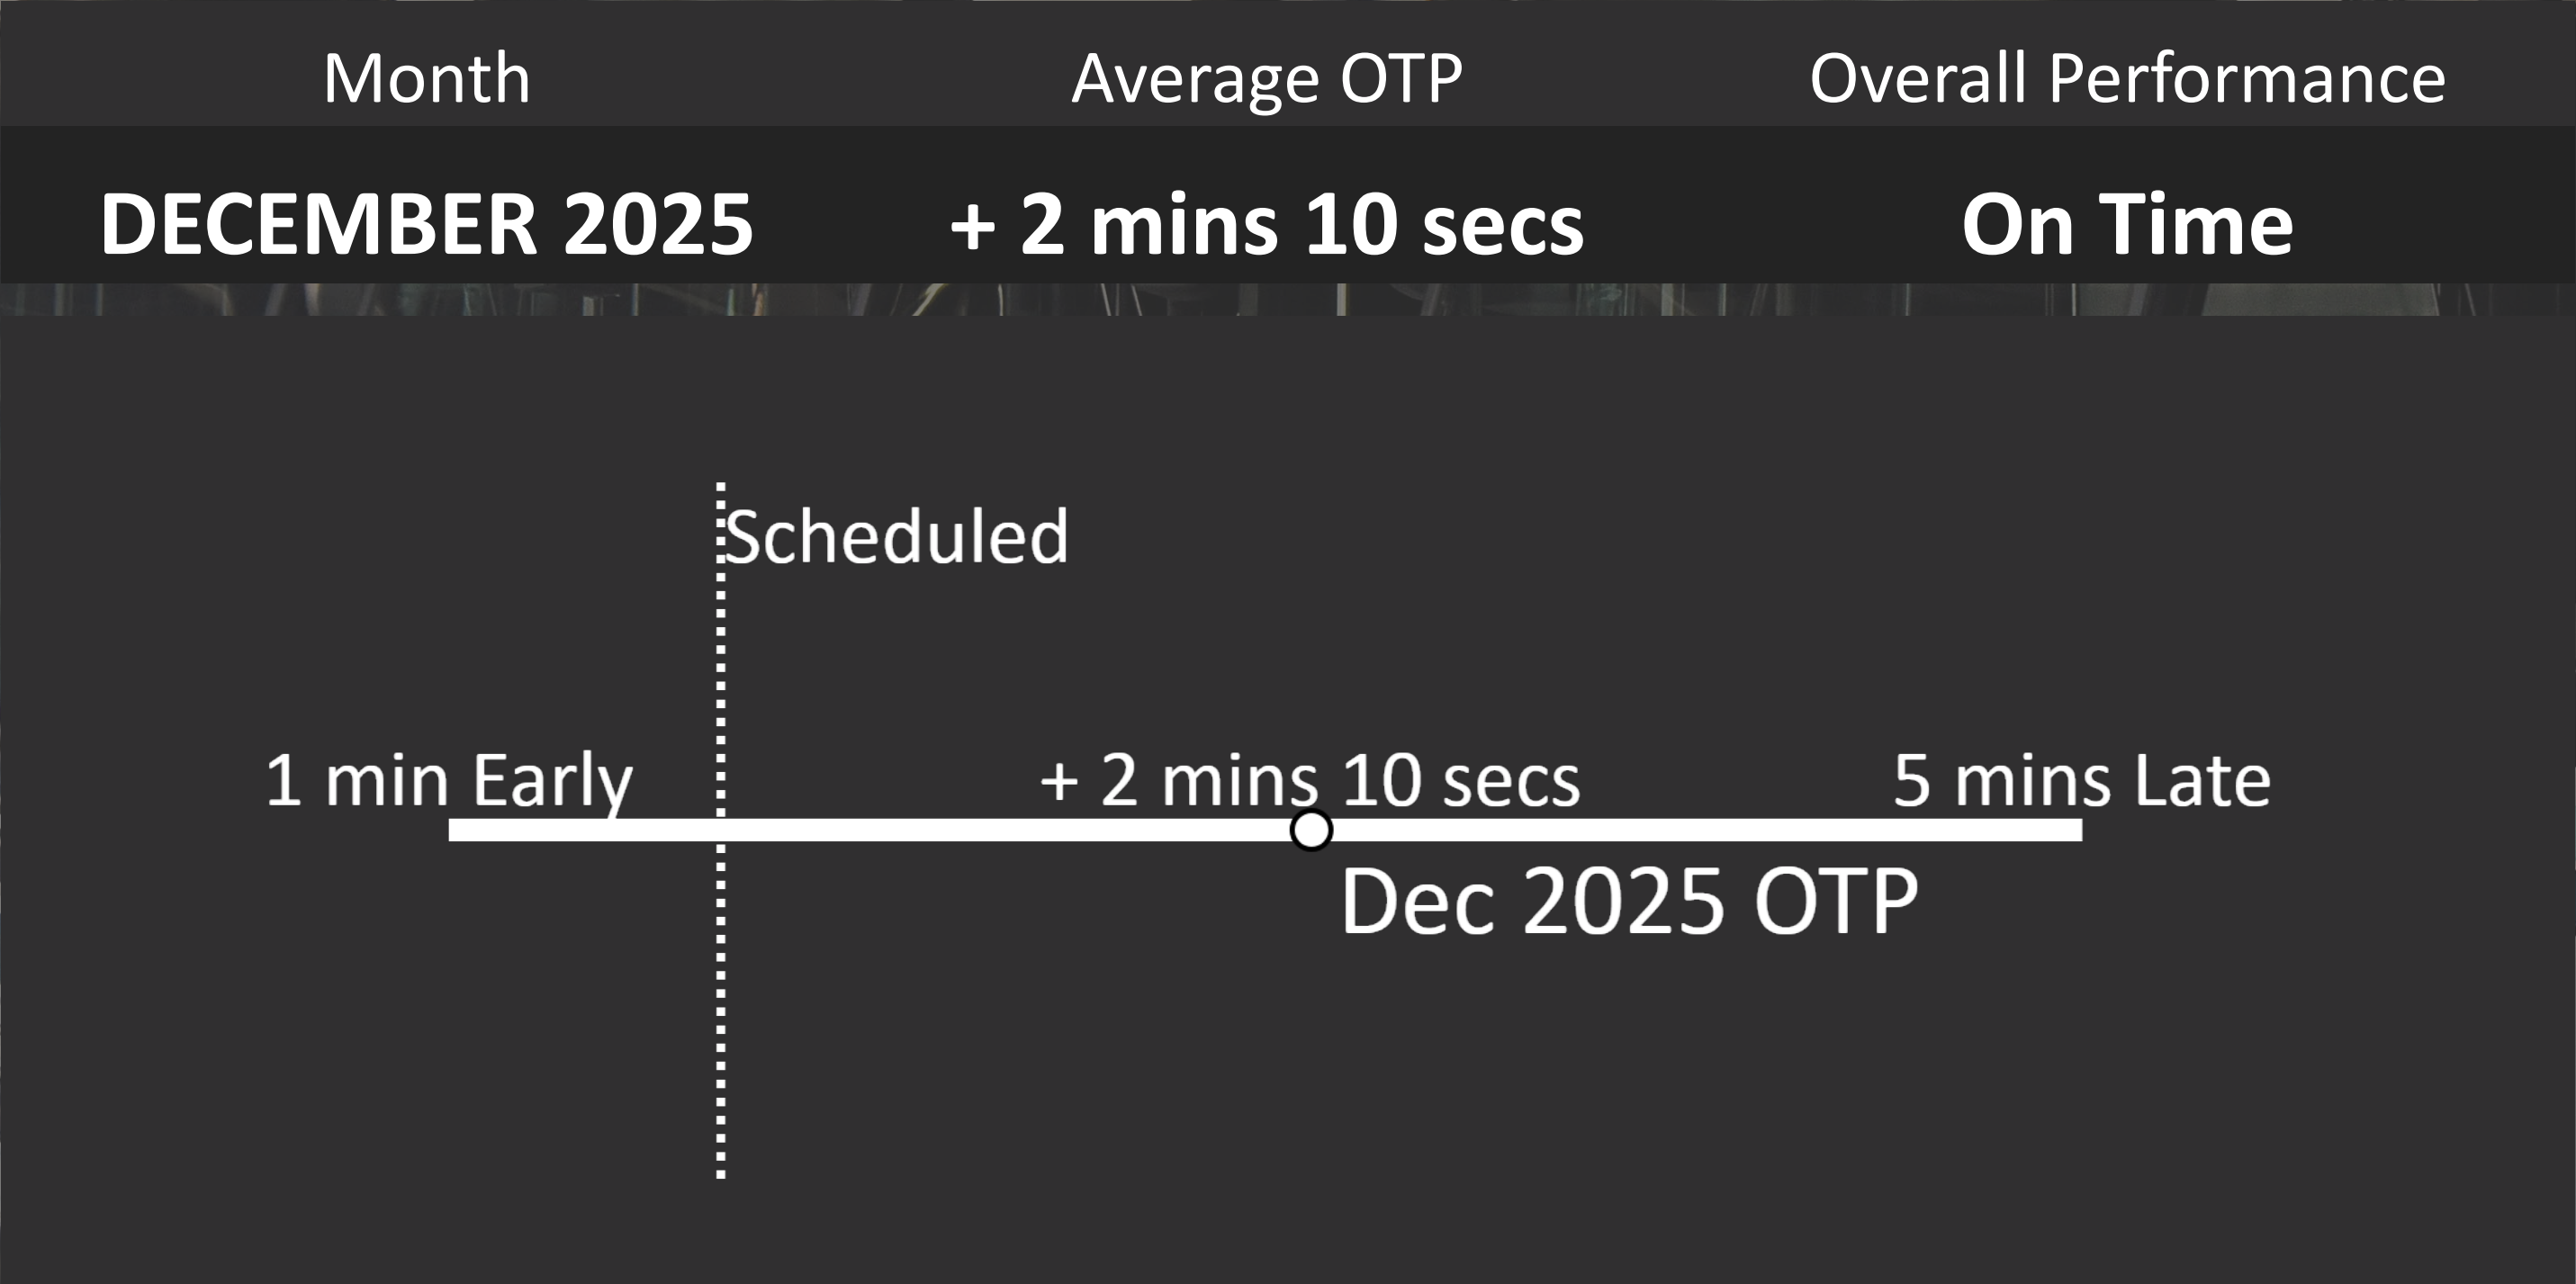 Month Average OTP Overall Performance
DECEMBER 2025 + 2 mins 10 secs On Time
Scheduled
1 min Early + 2 mins 10 secs 5 mins Late
Dec 2025 OTP